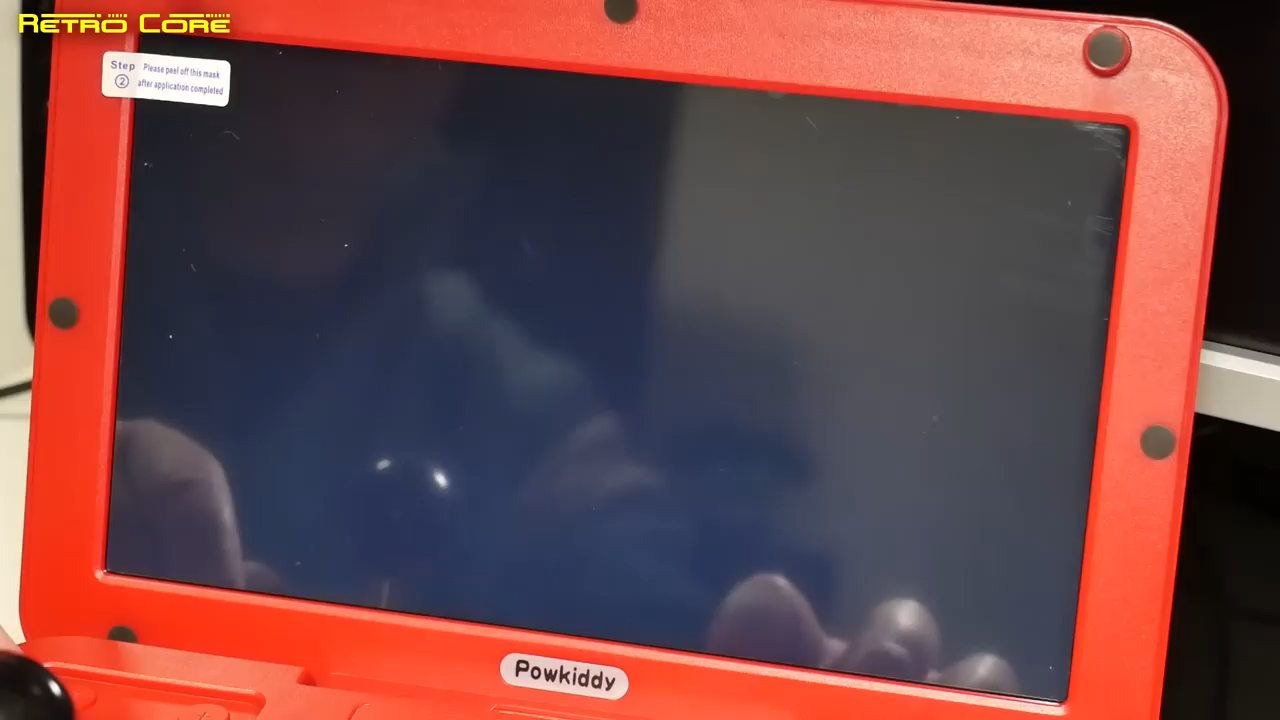 RETRO CORE
Step
②
Please peel off this mask
after application completed
Powkiddy